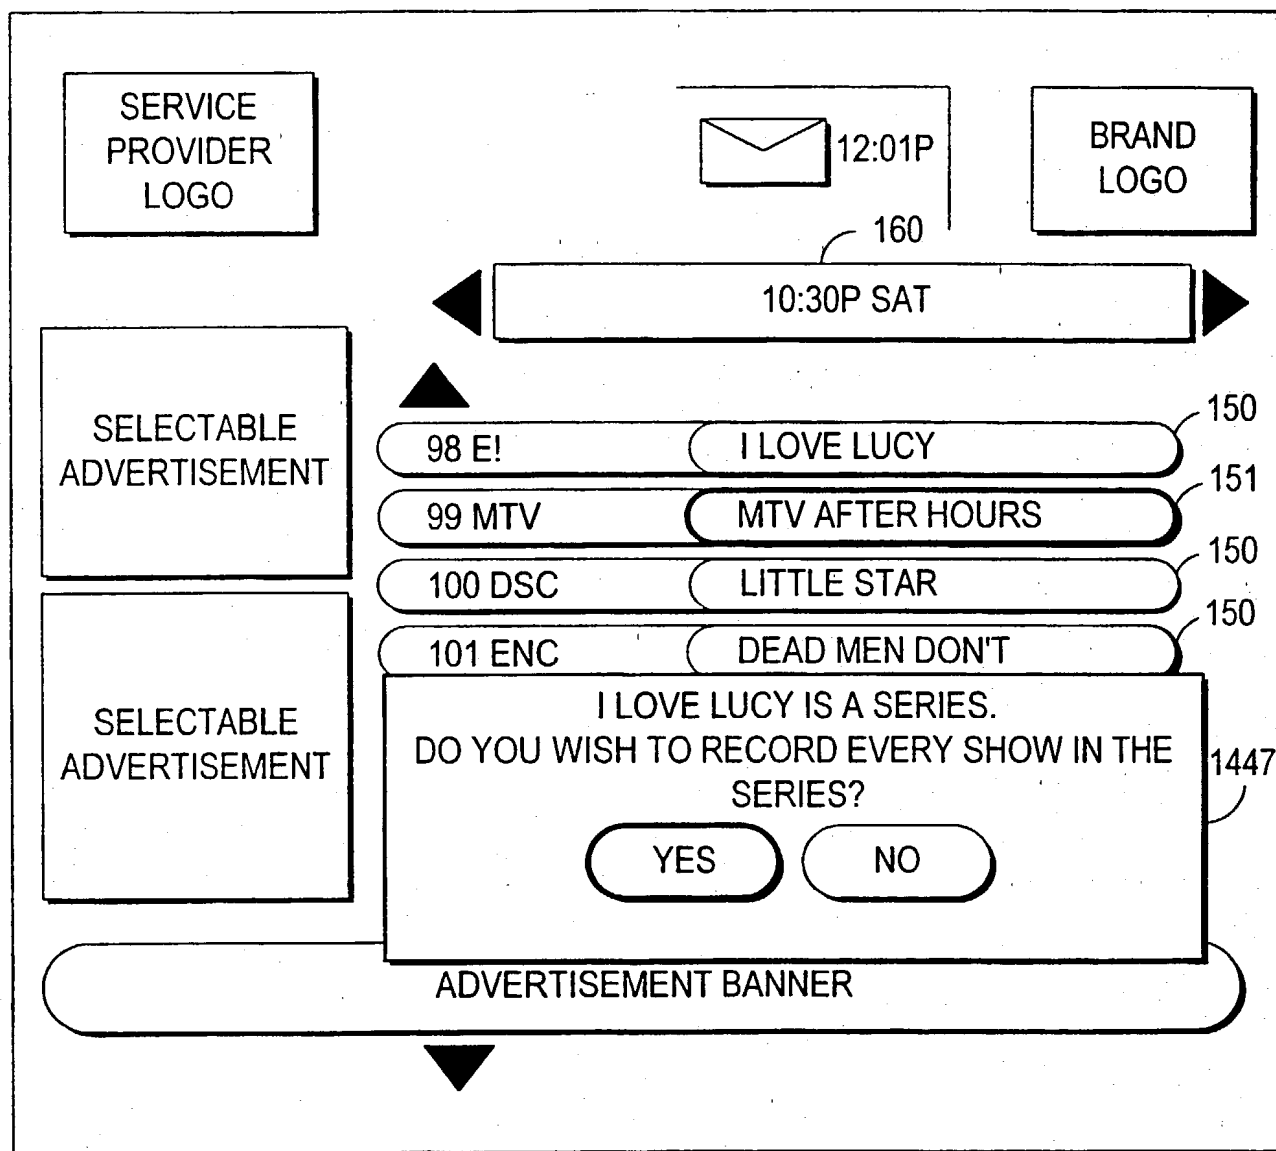 SERVICE
PROVIDER
LOGO
12:01P
BRAND
LOGO
160
10:30P SAT
SELECTABLE
ADVERTISEMENT
150
98 E! I LOVE LUCY
151
99 MTV MTV AFTER HOURS
150
100 DSC LITTLE STAR
150
101 ENC DEAD MEN DON'T
SELECTABLE
ADVERTISEMENT
I LOVE LUCY IS A SERIES.
DO YOU WISH TO RECORD EVERY SHOW IN THE
SERIES?
1447
YES NO
ADVERTISEMENT BANNER